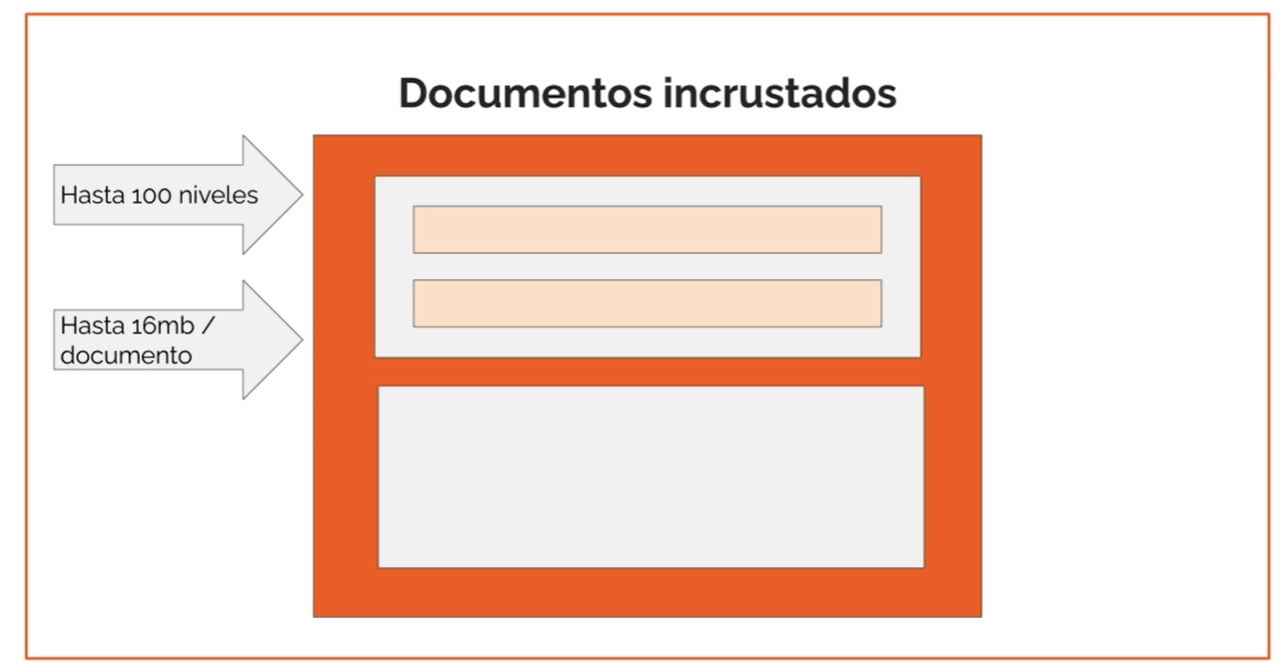 Documentos incrustados
Hasta 100 niveles
Hasta 16mb /
documento